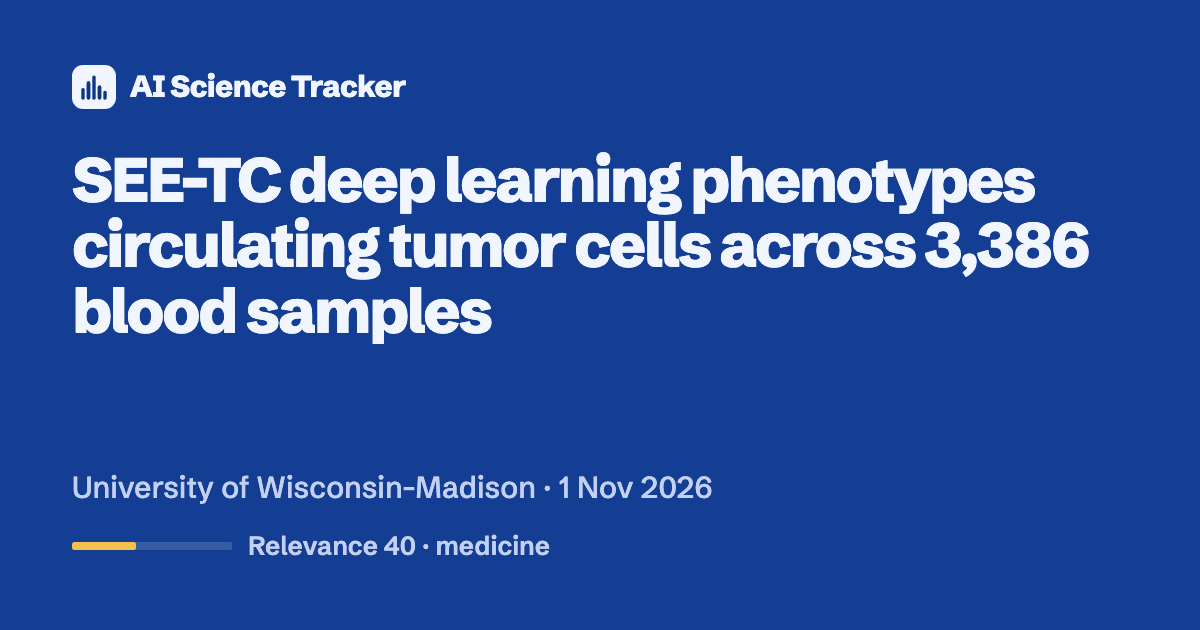 AI Science Tracker
SEE-TC deep learning phenotypes
circulating tumor cells across 3,386
blood samples
University of Wisconsin-Madison · 1 Nov 2026
Relevance 40 · medicine